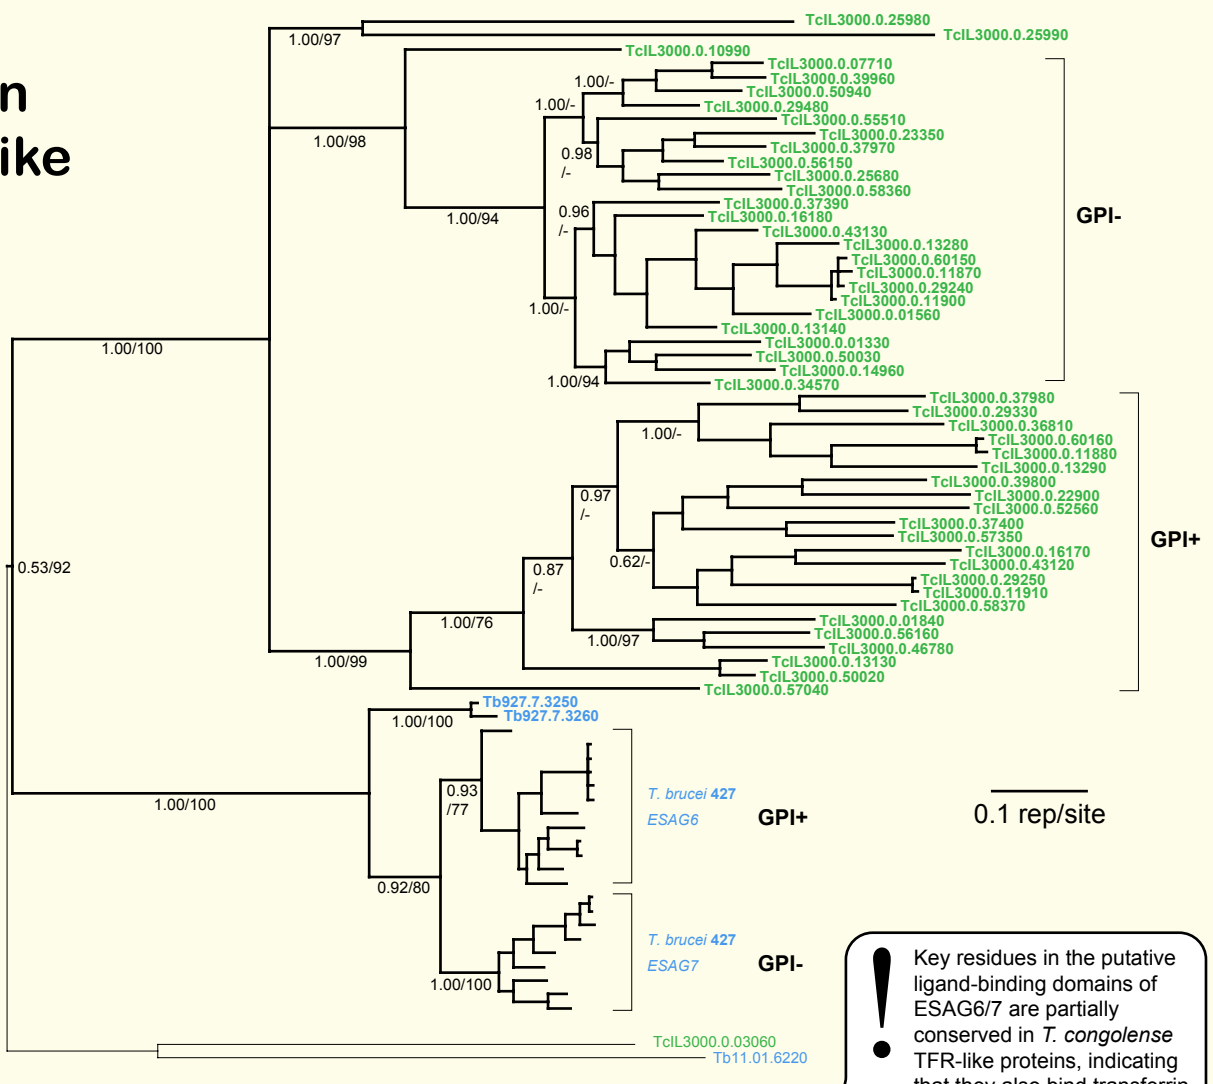 n
ike
TcIL3000.0.25980
1.00/97
TcIL3000.0.25990
TcIL3000.0.10990
TcIL3000.0.07710
1.00/-
TcIL3000.0.39960
TcIL3000.0.50940
1.00/-
TcIL3000.0.29480
TcIL3000.0.55510
TcIL3000.0.23350
1.00/98
TcIL3000.0.37970
0.98
/-
TcIL3000.0.56150
TcIL3000.0.25680
TcIL3000.0.58360
TcIL3000.0.37390
0.96
/-
1.00/94
TcIL3000.0.16180
GPI-
TcIL3000.0.43130
TcIL3000.0.13280
TcIL3000.0.60150
TcIL3000.0.11870
TcIL3000.0.29240
TcIL3000.0.11900
1.00/-
TcIL3000.0.01560
TcIL3000.0.13140
TcIL3000.0.01330
1.00/100
TcIL3000.0.50030
TcIL3000.0.14960
1.00/94
TcIL3000.0.34570
TcIL3000.0.37980
TcIL3000.0.29330
TcIL3000.0.36810
1.00/-
TcIL3000.0.60160
TcIL3000.0.11880
TcIL3000.0.13290
TcIL3000.0.39800
0.97
/-
TcIL3000.0.22900
TcIL3000.0.52560
TcIL3000.0.37400
TcIL3000.0.57350
GPI+
TcIL3000.0.16170
0.62/-
TcIL3000.0.43120
0.53/92
0.87
/-
TcIL3000.0.29250
TcIL3000.0.11910
TcIL3000.0.58370
1.00/76
TcIL3000.0.01840
TcIL3000.0.56160
1.00/97
TcIL3000.0.46780
1.00/99
TcIL3000.0.13130
TcIL3000.0.50020
TcIL3000.0.57040
Tb927.7.3250
Tb927.7.3260
1.00/100
0.93
/77
T. brucei 427
ESAG6
GPI+
1.00/100
0.1 rep/site
0.92/80
T. brucei 427
ESAG7
GPI-
1.00/100
TcIL3000.0.03060
Tb11.01.6220
Key residues in the putative
ligand-binding domains of
ESAG6/7 are partially
conserved in T. congolense
TFR-like proteins, indicating
that they also bind transferrin